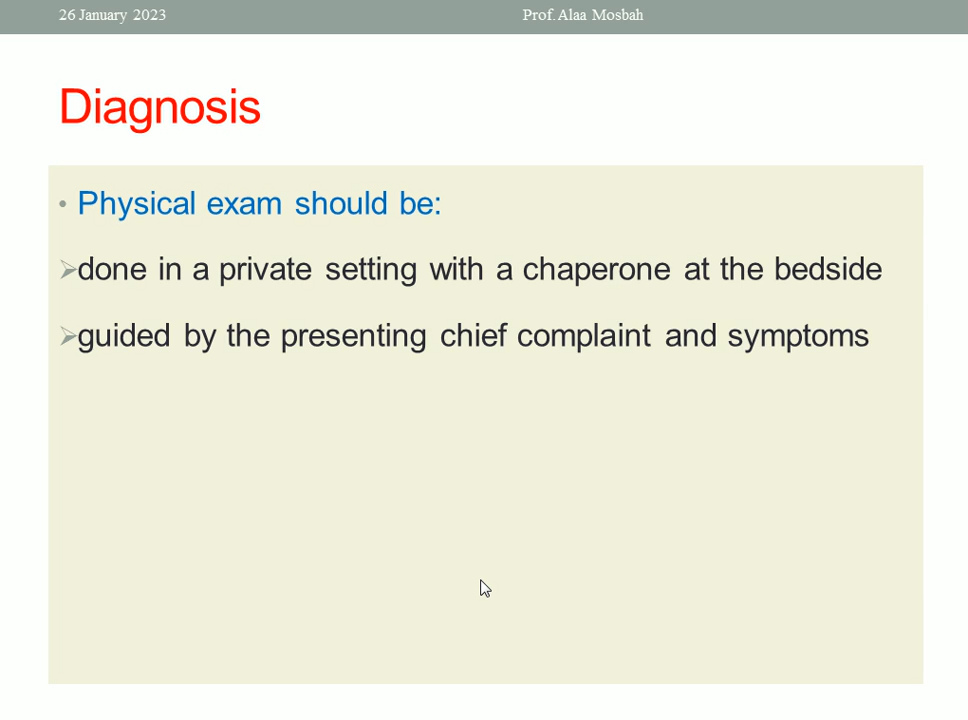 26 January 2023
Prof. Alaa Mosbah
Diagnosis
• Physical exam should be:
➢done in a private setting with a chaperone at the bedside
➢guided by the presenting chief complaint and symptoms